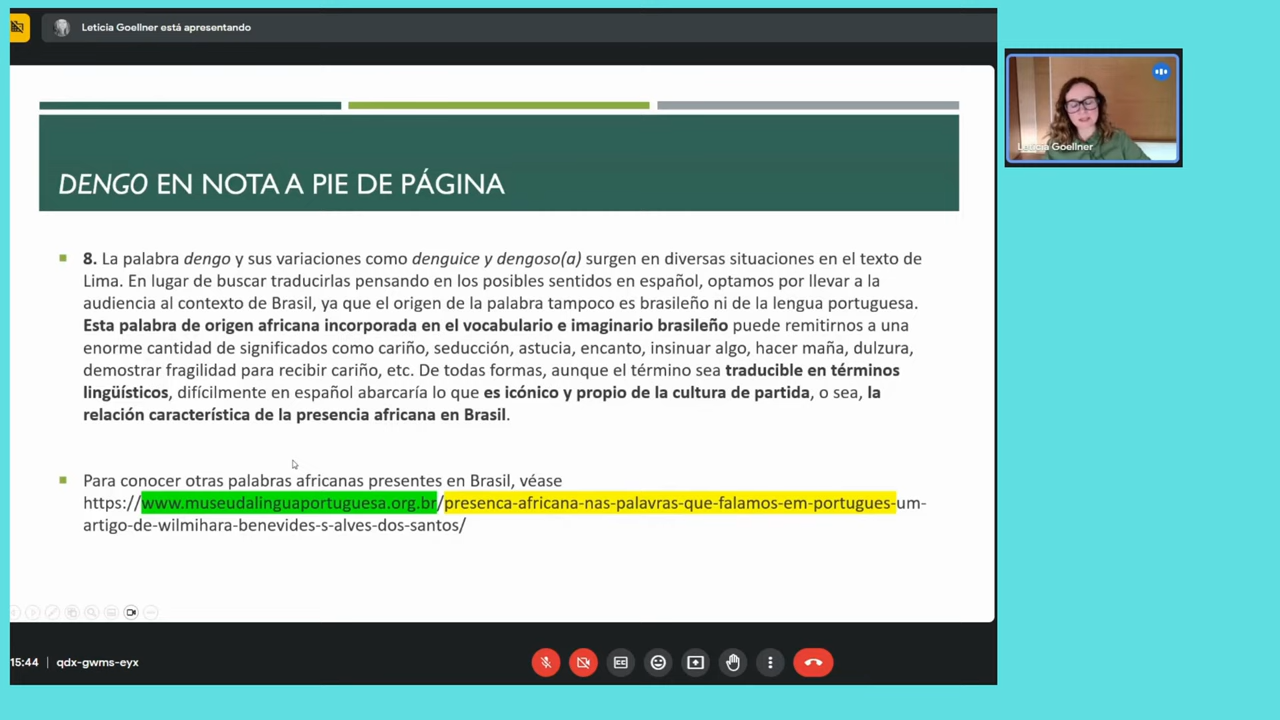 Leticia Goellner está apresentando
DENGO EN NOTA A PIE DE PÁGINA
8. La palabra dengo y sus variaciones como denguice y dengoso(a) surgen en diversas situaciones en el texto de
Lima. En lugar de buscar traducirlas pensando en los posibles sentidos en español, optamos por llevar a la
audiencia al contexto de Brasil, ya que el origen de la palabra tampoco es brasileño ni de la lengua portuguesa.
Esta palabra de origen africana incorporada en el vocabulario e imaginario brasileño puede remitirnos a una
enorme cantidad de significados como cariño, seducción, astucia, encanto, insinuar algo, hacer maña, dulzura,
demostrar fragilidad para recibir cariño, etc. De todas formas, aunque el término sea traducible en términos
lingüísticos, difícilmente en español abarcaría lo que es icónico y propio de la cultura de partida, o sea, la
relación característica de la presencia africana en Brasil.
Para conocer otras palabras africanas presentes en Brasil, véase
https://www.museudalinguaportuguesa.org.br/presenca-africana-nas-palavras-que-falamos-em-portugues-um-
artigo-de-wilmihara-benevides-s-alves-dos-santos/
Leticia Goellner
15:44 | qdx-gwms-eyx